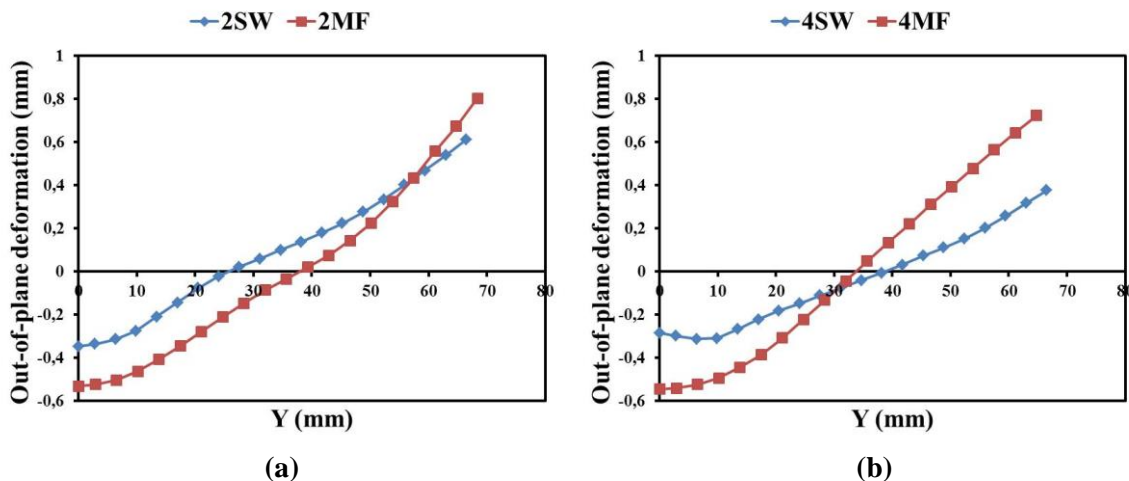 2SW 2MF
Out-of-plane deformation (mm)
1
0,8
0,6
0,4
0,2
0
-0,2
-0,4
-0,6
0 10 20 30 40 50 60 70 80
Y (mm)
(a)
4SW 4MF
Out-of-plane deformation (mm)
1
0,8
0,6
0,4
0,2
0
-0,2
-0,4
-0,6
0 10 20 30 40 50 60 70 80
Y (mm)
(b)